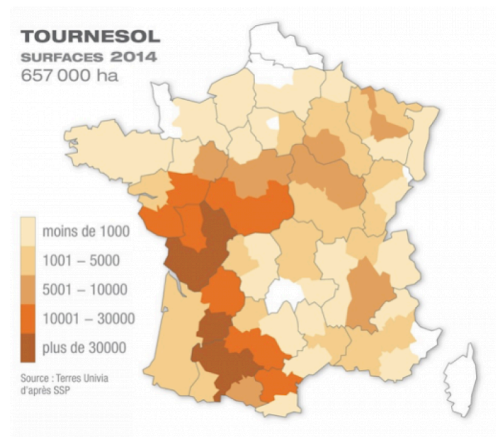 TOURNESOL
SURFACES 2014
657 000 ha
moins de 1000
1001 – 5000
5001 – 10000
10001 – 30000
plus de 30000
Source : Terres Univia
d'après SSP